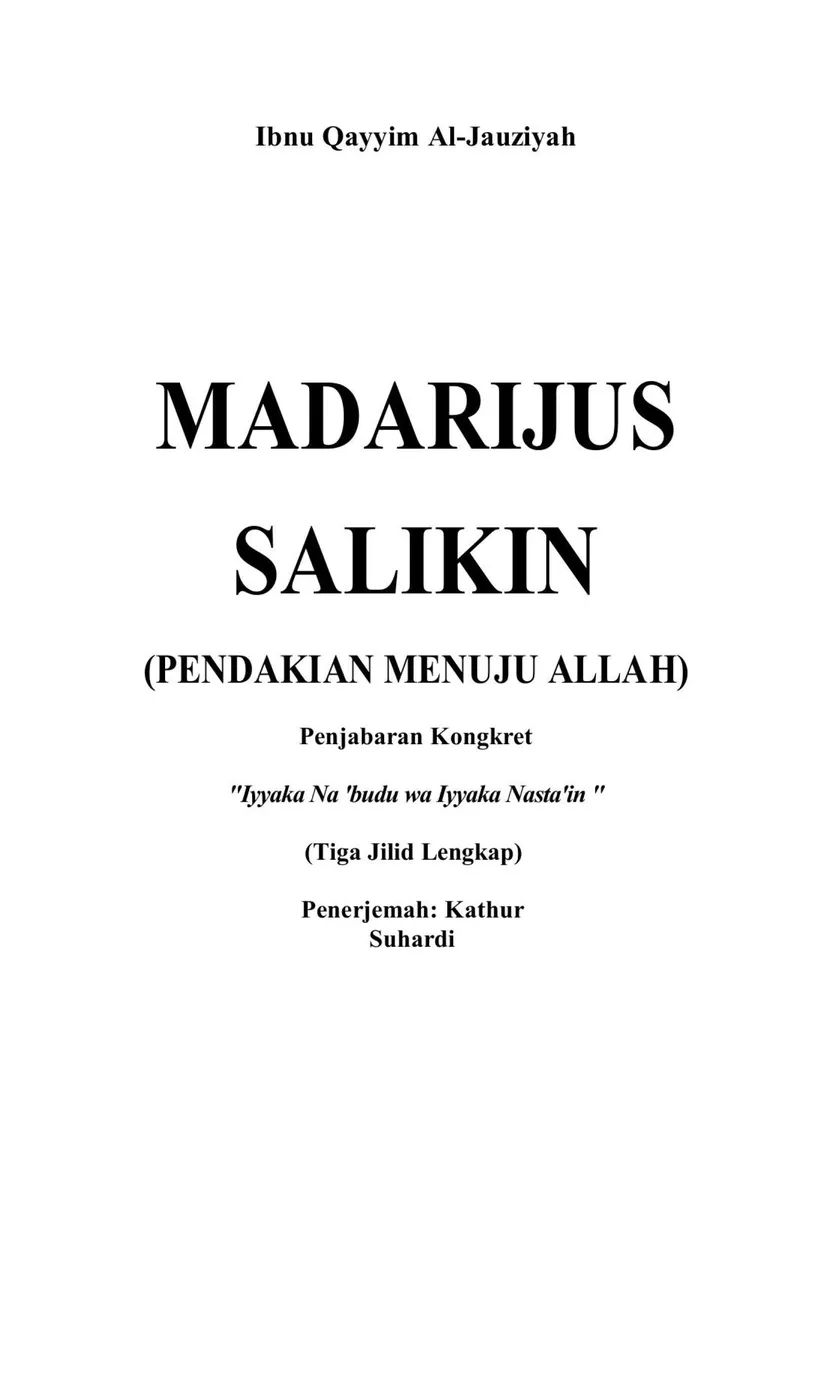 Ibnu Qayyim Al-Jauziyah
MADARIJUS
SALIKIN
(PENDAKIAN MENUJU ALLAH)
Penjabaran Kongkret
"Iyyaka Na 'budu wa Iyyaka Nasta'in "
(Tiga Jilid Lengkap)
Penerjemah: Kathur
Suhardi